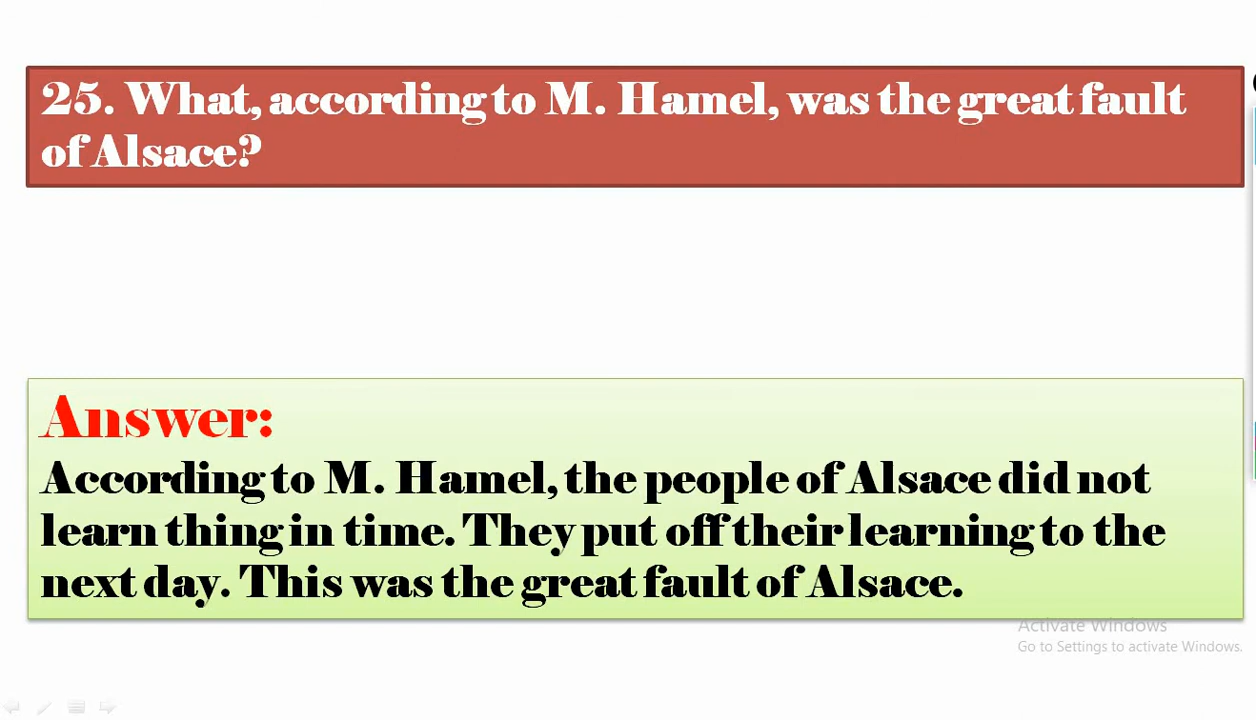 25. What, according to M. Hamel, was the great fault
of Alsace?
Answer:
According to M. Hamel, the people of Alsace did not
learn thing in time. They put off their learning to the
next day. This was the great fault of Alsace.
Activate Windows
Go to Settings to activate Windows.